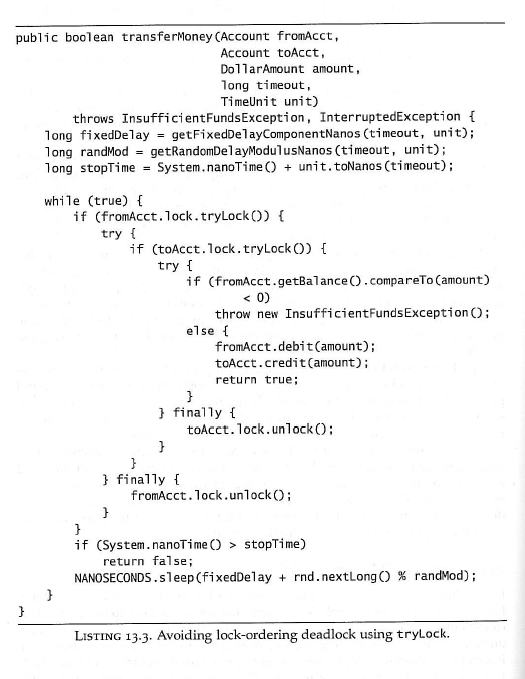 public boolean transferMoney(Account fromAcct,
                             Account toAcct,
                             DollarAmount amount,
                             long timeout,
                             TimeUnit unit)
        throws InsufficientFundsException, InterruptedException {
    long fixedDelay = getFixedDelayComponentNanos(timeout, unit);
    long randMod = getRandomDelayModulusNanos(timeout, unit);
    long stopTime = System.nanoTime() + unit.toNanos(timeout);

    while (true) {
        if (fromAcct.lock.tryLock()) {
            try {
                if (toAcct.lock.tryLock()) {
                    try {
                        if (fromAcct.getBalance().compareTo(amount)
                                < 0)
                            throw new InsufficientFundsException();
                        else {
                            fromAcct.debit(amount);
                            toAcct.credit(amount);
                            return true;
                        }
                    } finally {
                        toAcct.lock.unlock();
                    }
                }
            } finally {
                fromAcct.lock.unlock();
            }
        }
        if (System.nanoTime() > stopTime)
            return false;
        NANOSECONDS.sleep(fixedDelay + rnd.nextLong() % randMod);
    }
}
LISTING 13.3. Avoiding lock-ordering deadlock using tryLock.